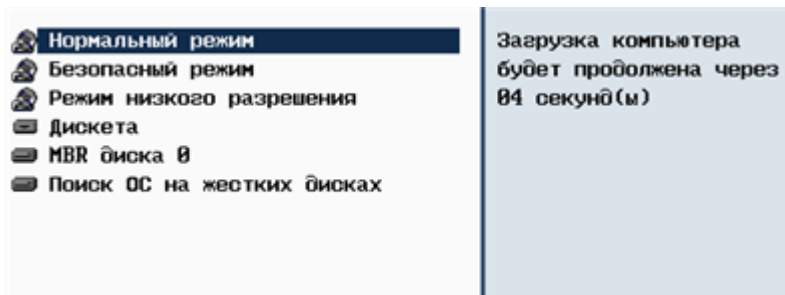 Нормальный режим
Безопасный режим
Режим низкого разрешения
Дискета
MBR диска 0
Поиск ОС на жестких дисках
Загрузка компьютера
будет продолжена через
04 секунд(ы)